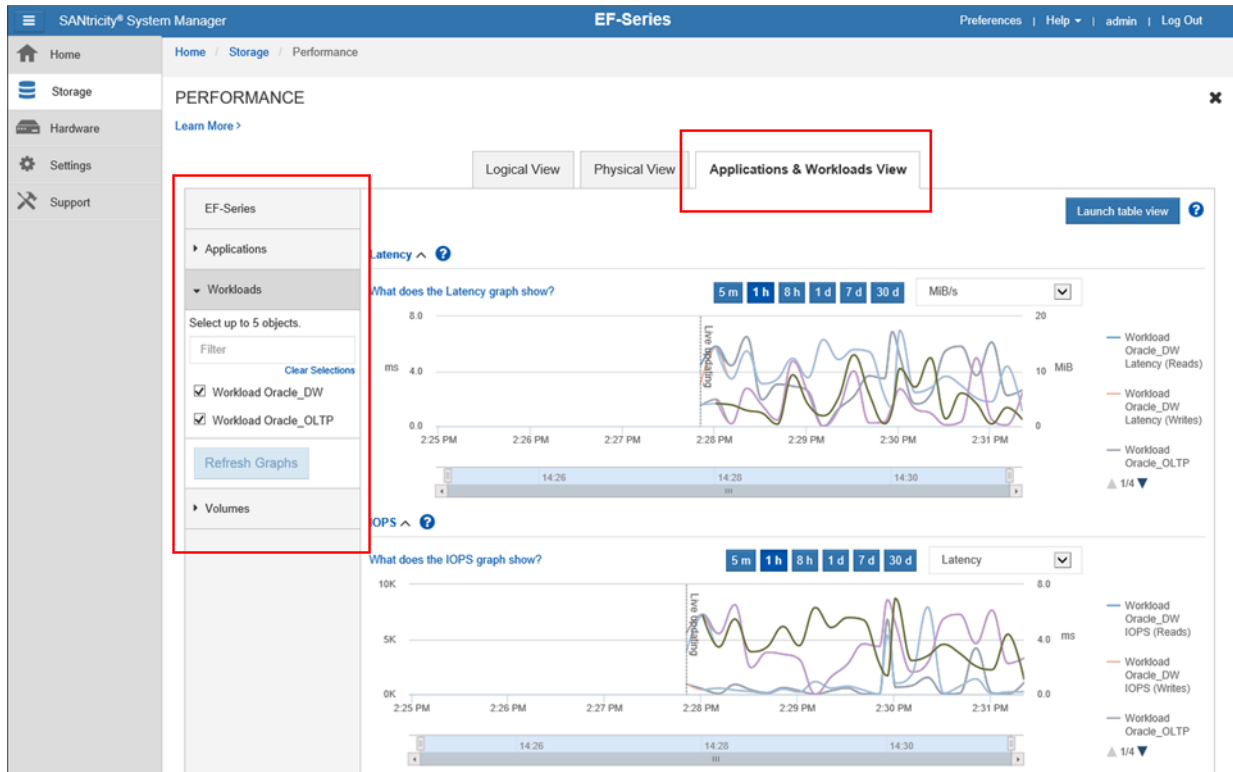 SANtricity® System Manager
EF-Series
Preferences | Help | admin | Log Out
Home
Storage
Hardware
Settings
Support
Home / Storage / Performance
PERFORMANCE
Learn More >
Logical View
Physical View
Applications & Workloads View
EF-Series
Applications
Workloads
Select up to 5 objects.
Filter
Clear Selections
Workload Oracle_DW
Workload Oracle_OLTP
Refresh Graphs
Volumes
Launch table view ?
Latency ?
What does the Latency graph show?
5 m 1 h 8 h 1 d 7 d 30 d
MiB/s
8.0
ms 4.0
0.0
20
10 MiB
0
Live updating
2:25 PM 2:26 PM 2:27 PM 2:28 PM 2:29 PM 2:30 PM 2:31 PM
14:26 14:28 14:30
Workload
Oracle_DW
Latency (Reads)
Workload
Oracle_DW
Latency (Writes)
Workload
Oracle_OLTP
1/4
IOPS ?
What does the IOPS graph show?
5 m 1 h 8 h 1 d 7 d 30 d
Latency
10K
5K
0K
8.0
4.0 ms
0.0
Live updating
2:25 PM 2:26 PM 2:27 PM 2:28 PM 2:29 PM 2:30 PM 2:31 PM
14:26 14:28 14:30
Workload
Oracle_DW
IOPS (Reads)
Workload
Oracle_DW
IOPS (Writes)
Workload
Oracle_OLTP
1/4